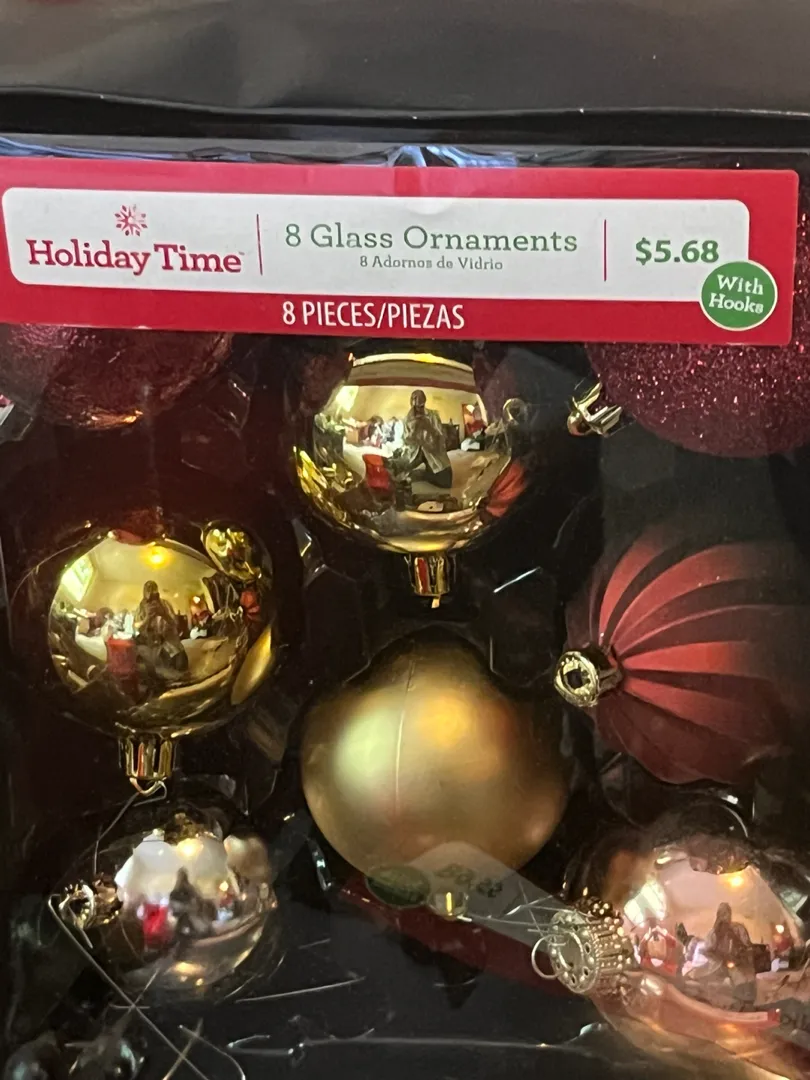 Holiday Time
8 Glass Ornaments
8 Adornos de Vidrio
$5.68
With
Hooks
8 PIECES/PIEZAS